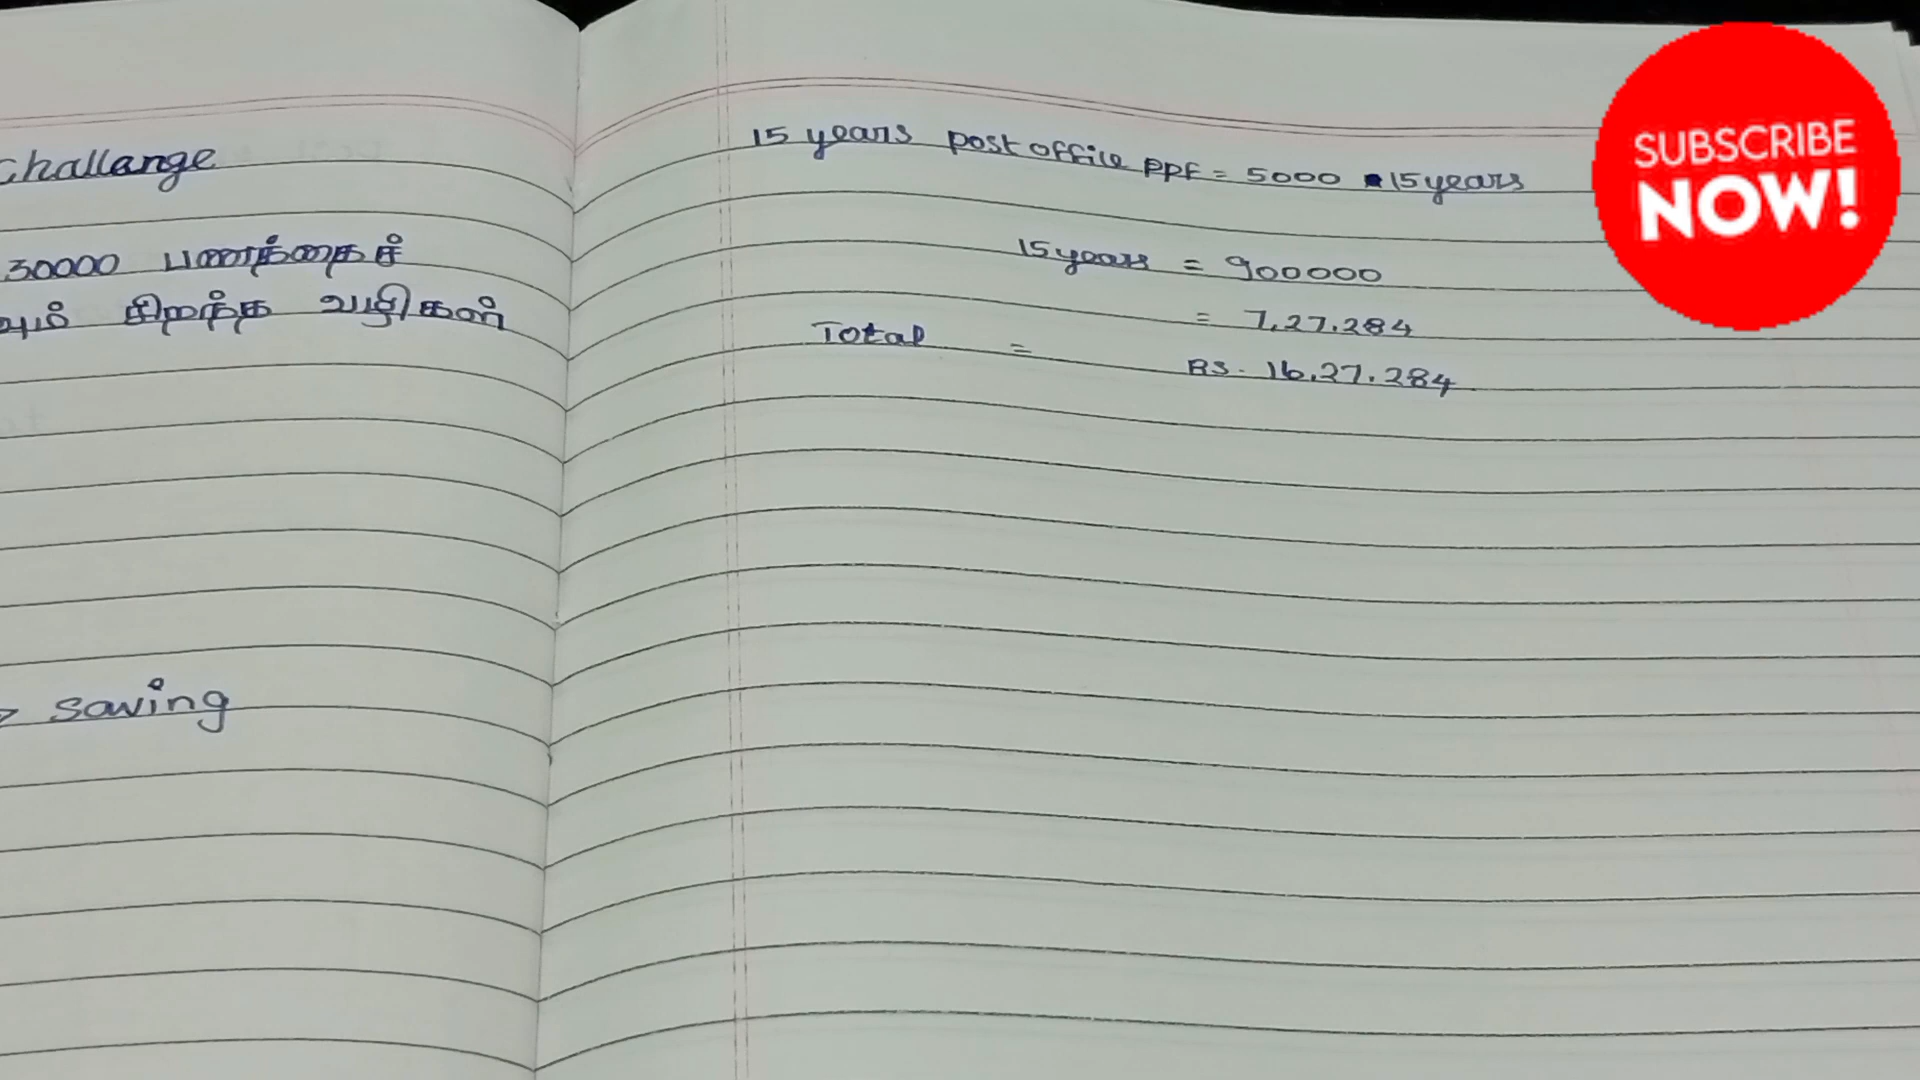 Challange
30000 பணத்தைச்
சிறந்த வழிகள்
saving
15 years post office PPF = 5000 15 years
15 years = 900000
= 7,27.284
Total = RS. 16,27.284
SUBSCRIBE
NOW!